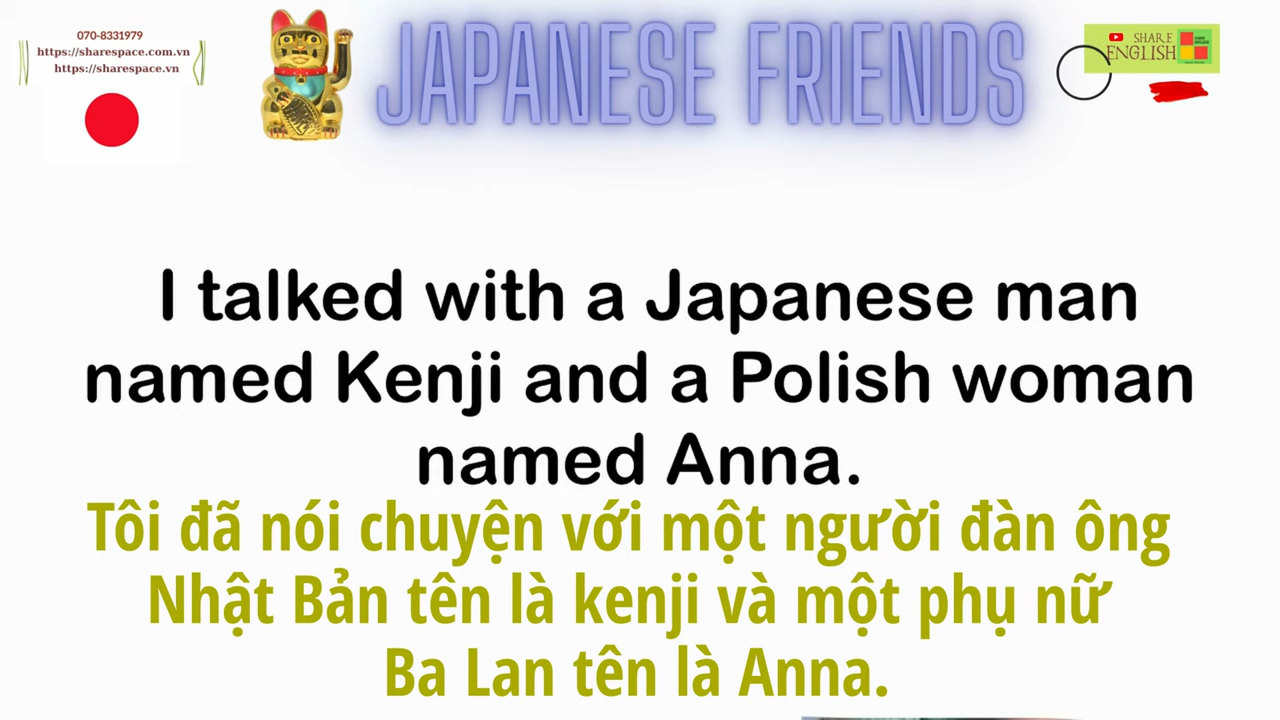 070-8331979
https://sharespace.com.vn
https://sharespace.vn
JAPANESE FRIENDS
SHARE
ENGLISH
I talked with a Japanese man
named Kenji and a Polish woman
named Anna.
Tôi đã nói chuyện với một người đàn ông
Nhật Bản tên là kenji và một phụ nữ
Ba Lan tên là Anna.